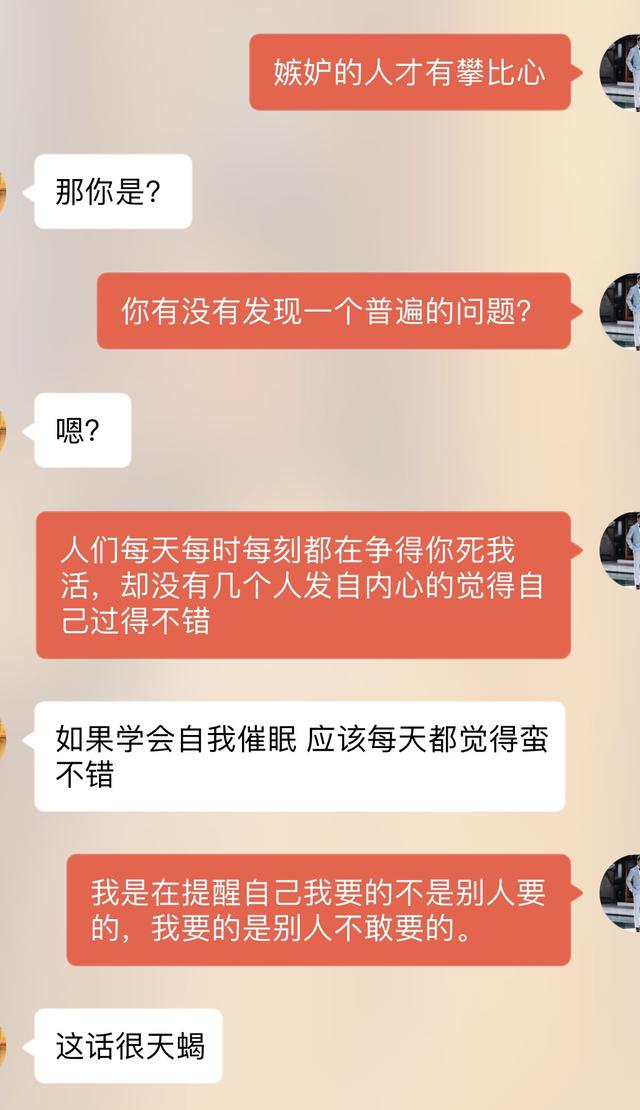 嫉妒的人才有攀比心
那你是？
你有没有发现一个普遍的问题？
嗯？
人们每天每时每刻都在争得你死我
活，却没有几个人发自内心的觉得自
己过得不错
如果学会自我催眠 应该每天都觉得蛮
不错
我是在提醒自己我要的不是别人要
的，我要的是别人不敢要的。
这话很天蝎